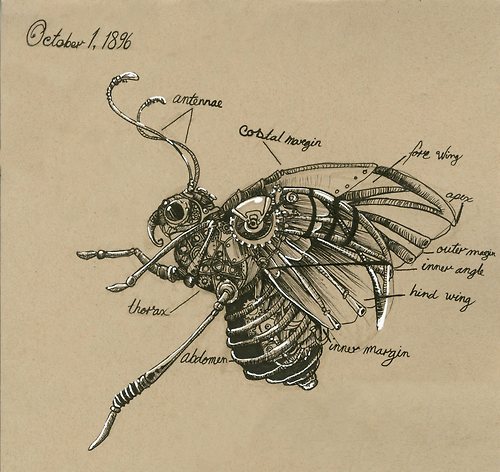 October 1, 1896
antennae
costal margin
fore wing
apex
outer margin
inner angle
hind wing
thorax
Abdomen
inner margin